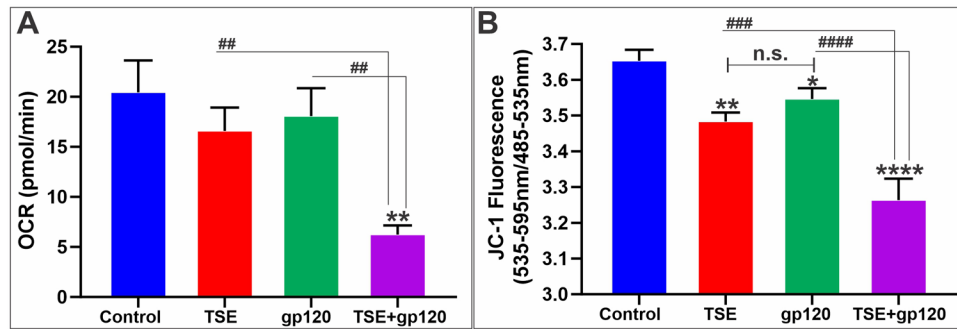 A
OCR (pmol/min)
25
20
15
10
5
0
##
##
**
Control TSE gp120 TSE+gp120
B
JC-1 Fluorescence
(535-595nm/485-535nm)
3.7
3.6
3.5
3.4
3.3
3.2
3.1
3.0
###
####
n.s.
**
*
****
Control TSE gp120 TSE+gp120